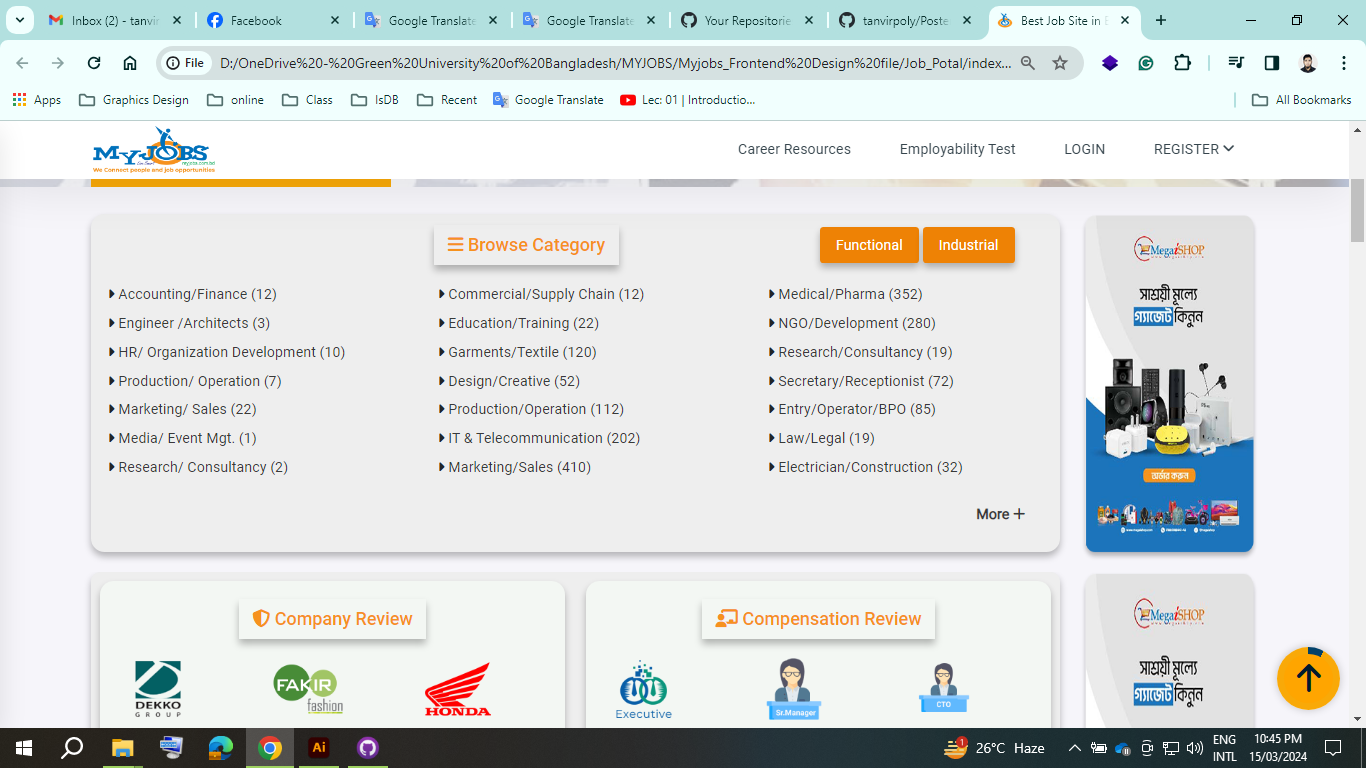 Inbox (2) - tanvir
Facebook
Google Translate
Google Translate
Your Repositories
tanvirpoly/Poste
Best Job Site in B
File
D:/OneDrive%20-%20Green%20University%20of%20Bangladesh/MYJOBS/Myjobs_Frontend%20Design%20file/Job_Potal/index...
Apps
Graphics Design
online
Class
IsDB
Recent
Google Translate
Lec: 01 | Introductio...
All Bookmarks
MYJOBS
myjobs.com.bd
We Connect people and job opportunities
Career Resources
Employability Test
LOGIN
REGISTER
Browse Category
Functional
Industrial
Accounting/Finance (12)
Engineer /Architects (3)
HR/ Organization Development (10)
Production/ Operation (7)
Marketing/ Sales (22)
Media/ Event Mgt. (1)
Research/ Consultancy (2)
Commercial/Supply Chain (12)
Education/Training (22)
Garments/Textile (120)
Design/Creative (52)
Production/Operation (112)
IT & Telecommunication (202)
Marketing/Sales (410)
Medical/Pharma (352)
NGO/Development (280)
Research/Consultancy (19)
Secretary/Receptionist (72)
Entry/Operator/BPO (85)
Law/Legal (19)
Electrician/Construction (32)
More +
MegaiSHOP
সাশ্রয়ী মূল্যে
গ্যাজেট কিনুন
অর্ডার করুন
Company Review
DEKKO
GROUP
FAKIR
fashion
HONDA
Compensation Review
Executive
Sr.Manager
CTO
MegaiSHOP
সাশ্রয়ী মূল্যে
গ্যাজেট কিনুন
Ai
1
26°C Haze
ENG
INTL
10:45 PM
15/03/2024